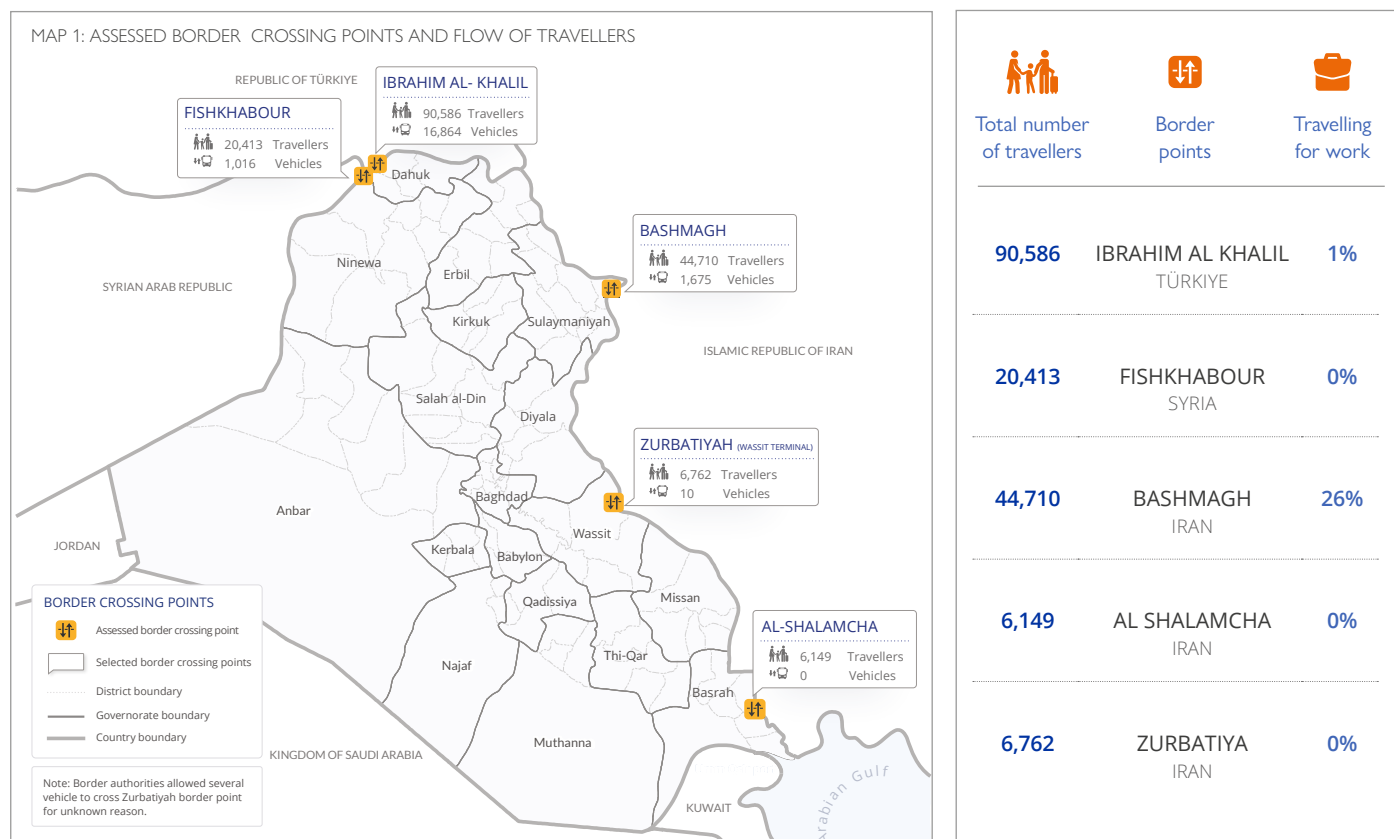 MAP 1: ASSESSED BORDER CROSSING POINTS AND FLOW OF TRAVELLERS
REPUBLIC OF TÜRKIYE
IBRAHIM AL- KHALIL
90,586 Travellers
16,864 Vehicles
FISHKHABOUR
20,413 Travellers
1,016 Vehicles
Dahuk
BASHMAGH
44,710 Travellers
1,675 Vehicles
Ninewa
Erbil
SYRIAN ARAB REPUBLIC
Kirkuk
Sulaymaniyah
ISLAMIC REPUBLIC OF IRAN
Salah al-Din
Diyala
ZURBATIYAH (WASSIT TERMINAL)
6,762 Travellers
10 Vehicles
Baghdad
Anbar
Wassit
JORDAN
Kerbala
Babylon
Qadissiya
Missan
AL-SHALAMCHA
6,149 Travellers
0 Vehicles
Najaf
Thi-Qar
Basrah
Muthanna
KINGDOM OF SAUDI ARABIA
KUWAIT
Arabian Gulf
BORDER CROSSING POINTS
Assessed border crossing point
Selected border crossing points
District boundary
Governorate boundary
Country boundary
Note: Border authorities allowed several
vehicle to cross Zurbatiyah border point
for unknown reason.
Total number
of travellers
Border
points
Travelling
for work
90,586 IBRAHIM AL KHALIL 1%
TÜRKIYE
20,413 FISHKHABOUR 0%
SYRIA
44,710 BASHMAGH 26%
IRAN
6,149 AL SHALAMCHA 0%
IRAN
6,762 ZURBATIYA 0%
IRAN